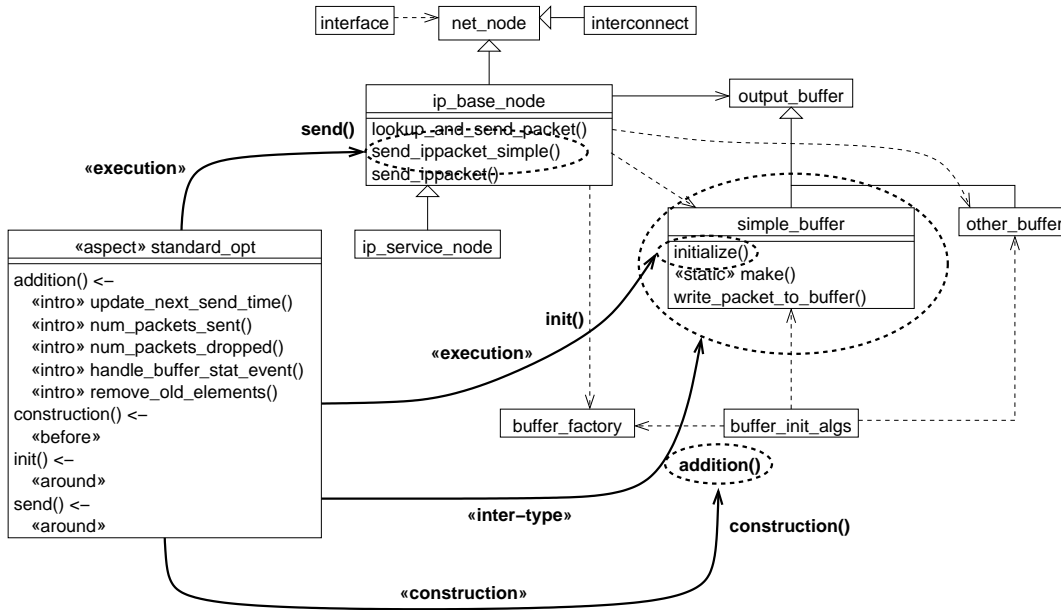 interface
net_node
interconnect
ip_base_node
output_buffer
send()
lookup_and_send_packet()
send_ippacket_simple()
«execution»
send_ippacket()
simple_buffer
other_buffer
ip_service_node
«aspect» standard_opt
initialize()
«static» make()
write_packet_to_buffer()
addition() <-
«intro» update_next_send_time()
«intro» num_packets_sent()
«intro» num_packets_dropped()
«intro» handle_buffer_stat_event()
«intro» remove_old_elements()
construction() <-
«before»
init() <-
«around»
send() <-
«around»
init()
«execution»
buffer_factory
buffer_init_algs
addition()
«inter-type»
construction()
«construction»